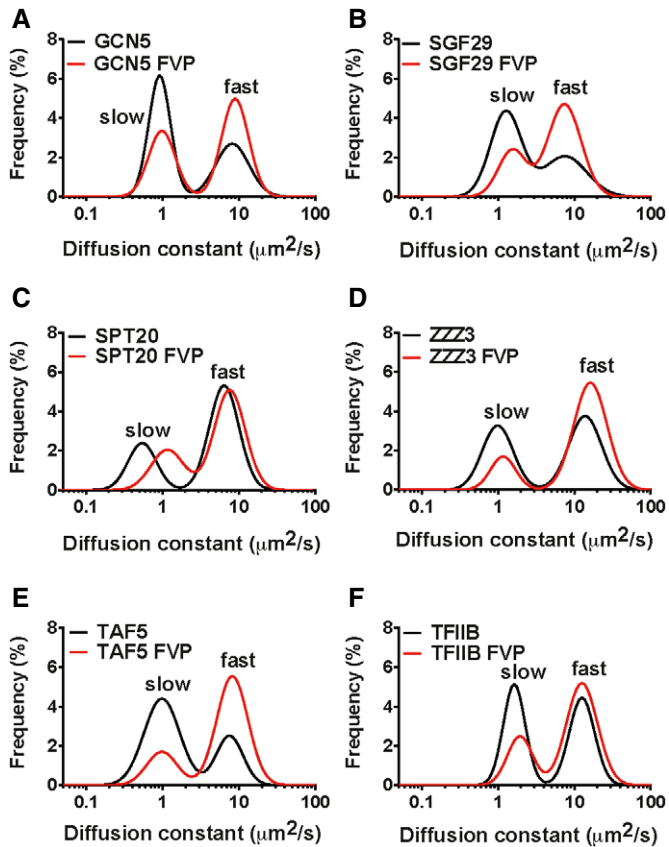 A
GCN5
GCN5 FVP
slow
fast
Frequency (%)
8
6
4
2
0
0.1 1 10 100
Diffusion constant (μm²/s)
B
SGF29
SGF29 FVP
slow
fast
Frequency (%)
8
6
4
2
0
0.1 1 10 100
Diffusion constant (μm²/s)
C
SPT20
SPT20 FVP
slow
fast
Frequency (%)
8
6
4
2
0
0.1 1 10 100
Diffusion constant (μm²/s)
D
ZZZ3
ZZZ3 FVP
slow
fast
Frequency (%)
8
6
4
2
0
0.1 1 10 100
Diffusion constant (μm²/s)
E
TAF5
TAF5 FVP
slow
fast
Frequency (%)
8
6
4
2
0
0.1 1 10 100
Diffusion constant (μm²/s)
F
TFIIB
TFIIB FVP
slow
fast
Frequency (%)
8
6
4
2
0
0.1 1 10 100
Diffusion constant (μm²/s)